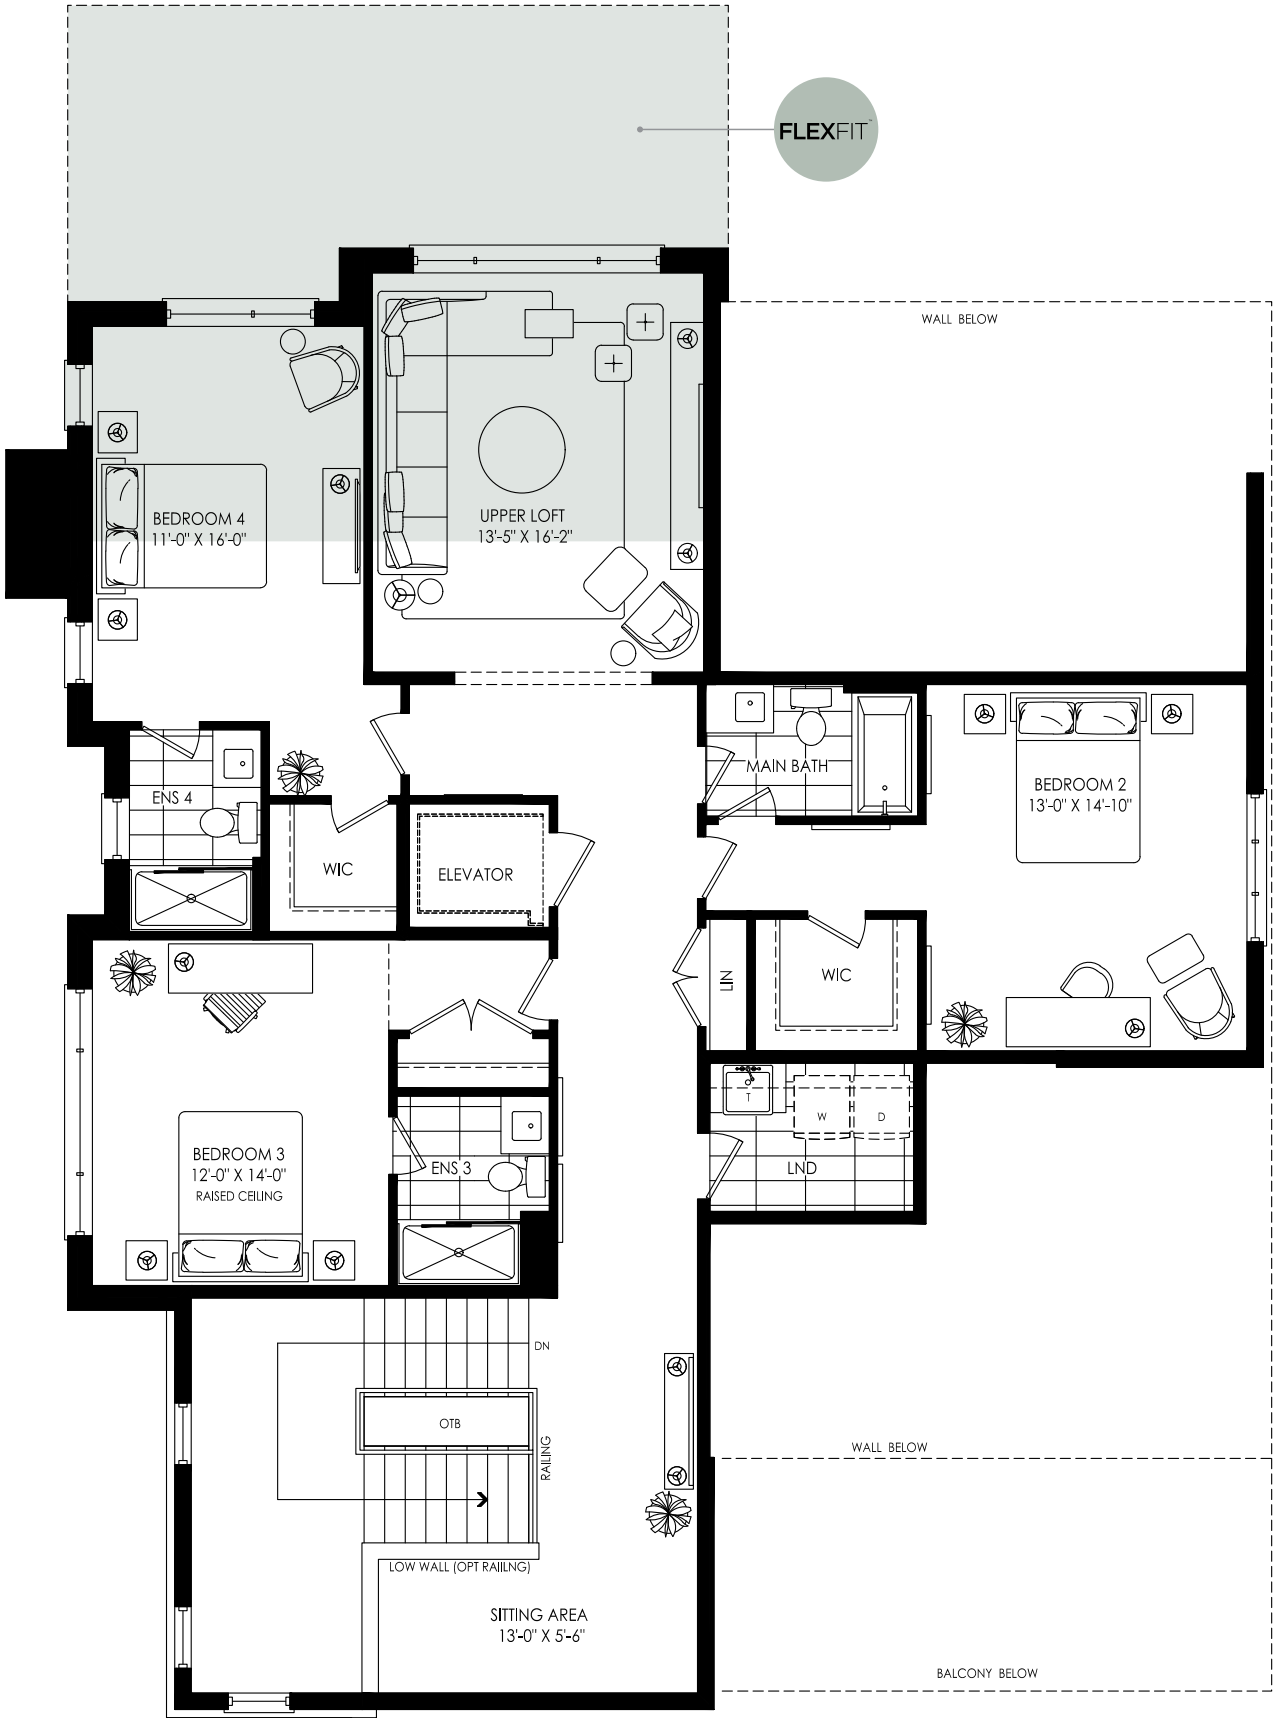 FLEXFIT™
WALL BELOW
BEDROOM 4
11'-0" X 16'-0"
UPPER LOFT
13'-5" X 16'-2"
MAIN BATH
BEDROOM 2
13'-0" X 14'-10"
ENS 4
WIC
ELEVATOR
LIN
WIC
W
D
T
LND
BEDROOM 3
12'-0" X 14'-0"
RAISED CEILING
ENS 3
DN
OTB
RAILING
WALL BELOW
LOW WALL (OPT RAIILNG)
SITTING AREA
13'-0" X 5'-6"
BALCONY BELOW